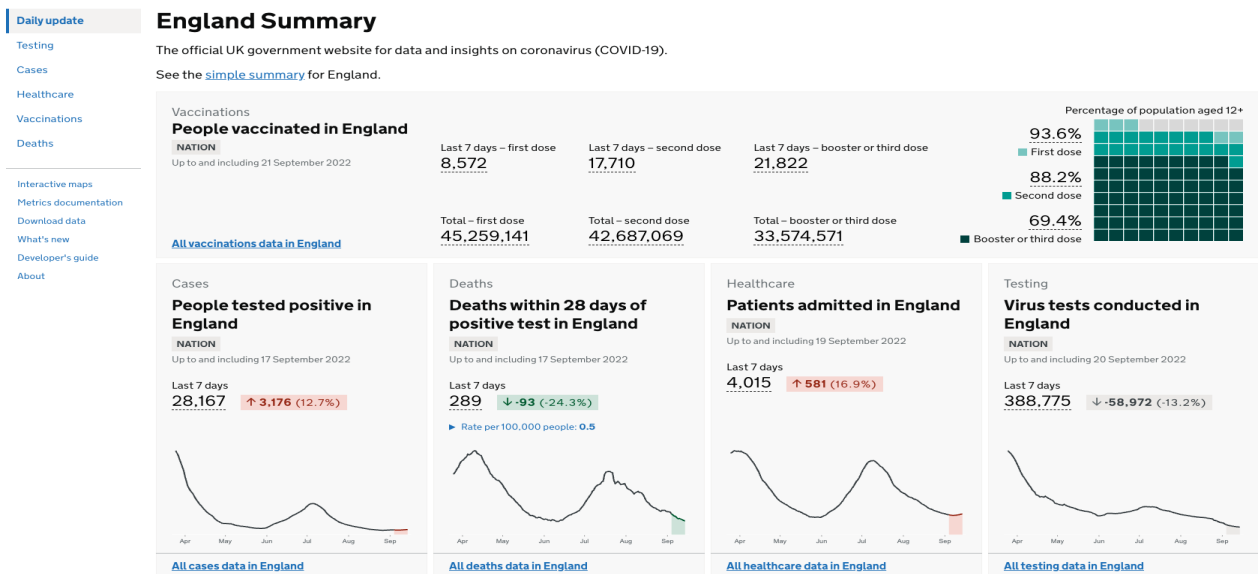 Daily update
Testing
Cases
Healthcare
Vaccinations
Deaths
Interactive maps
Metrics documentation
Download data
What's new
Developer's guide
About
England Summary
The official UK government website for data and insights on coronavirus (COVID-19).
See the simple summary for England.
Vaccinations
People vaccinated in England
NATION
Up to and including 21 September 2022
All vaccinations data in England
Last 7 days – first dose
8,572
Last 7 days – second dose
17,710
Last 7 days – booster or third dose
21,822
Total – first dose
45,259,141
Total – second dose
42,687,069
Total – booster or third dose
33,574,571
Percentage of population aged 12+
93.6%
First dose
88.2%
Second dose
69.4%
Booster or third dose
Cases
People tested positive in
England
NATION
Up to and including 17 September 2022
Last 7 days
28,167 ↑ 3,176 (12.7%)
Apr May Jun Jul Aug Sep
All cases data in England
Deaths
Deaths within 28 days of
positive test in England
NATION
Up to and including 17 September 2022
Last 7 days
289 ↓ -93 (-24.3%)
► Rate per 100,000 people: 0.5
Apr May Jun Jul Aug Sep
All deaths data in England
Healthcare
Patients admitted in England
NATION
Up to and including 19 September 2022
Last 7 days
4,015 ↑ 581 (16.9%)
Apr May Jun Jul Aug Sep
All healthcare data in England
Testing
Virus tests conducted in
England
NATION
Up to and including 20 September 2022
Last 7 days
388,775 ↓ -58,972 (-13.2%)
Apr May Jun Jul Aug Sep
All testing data in England